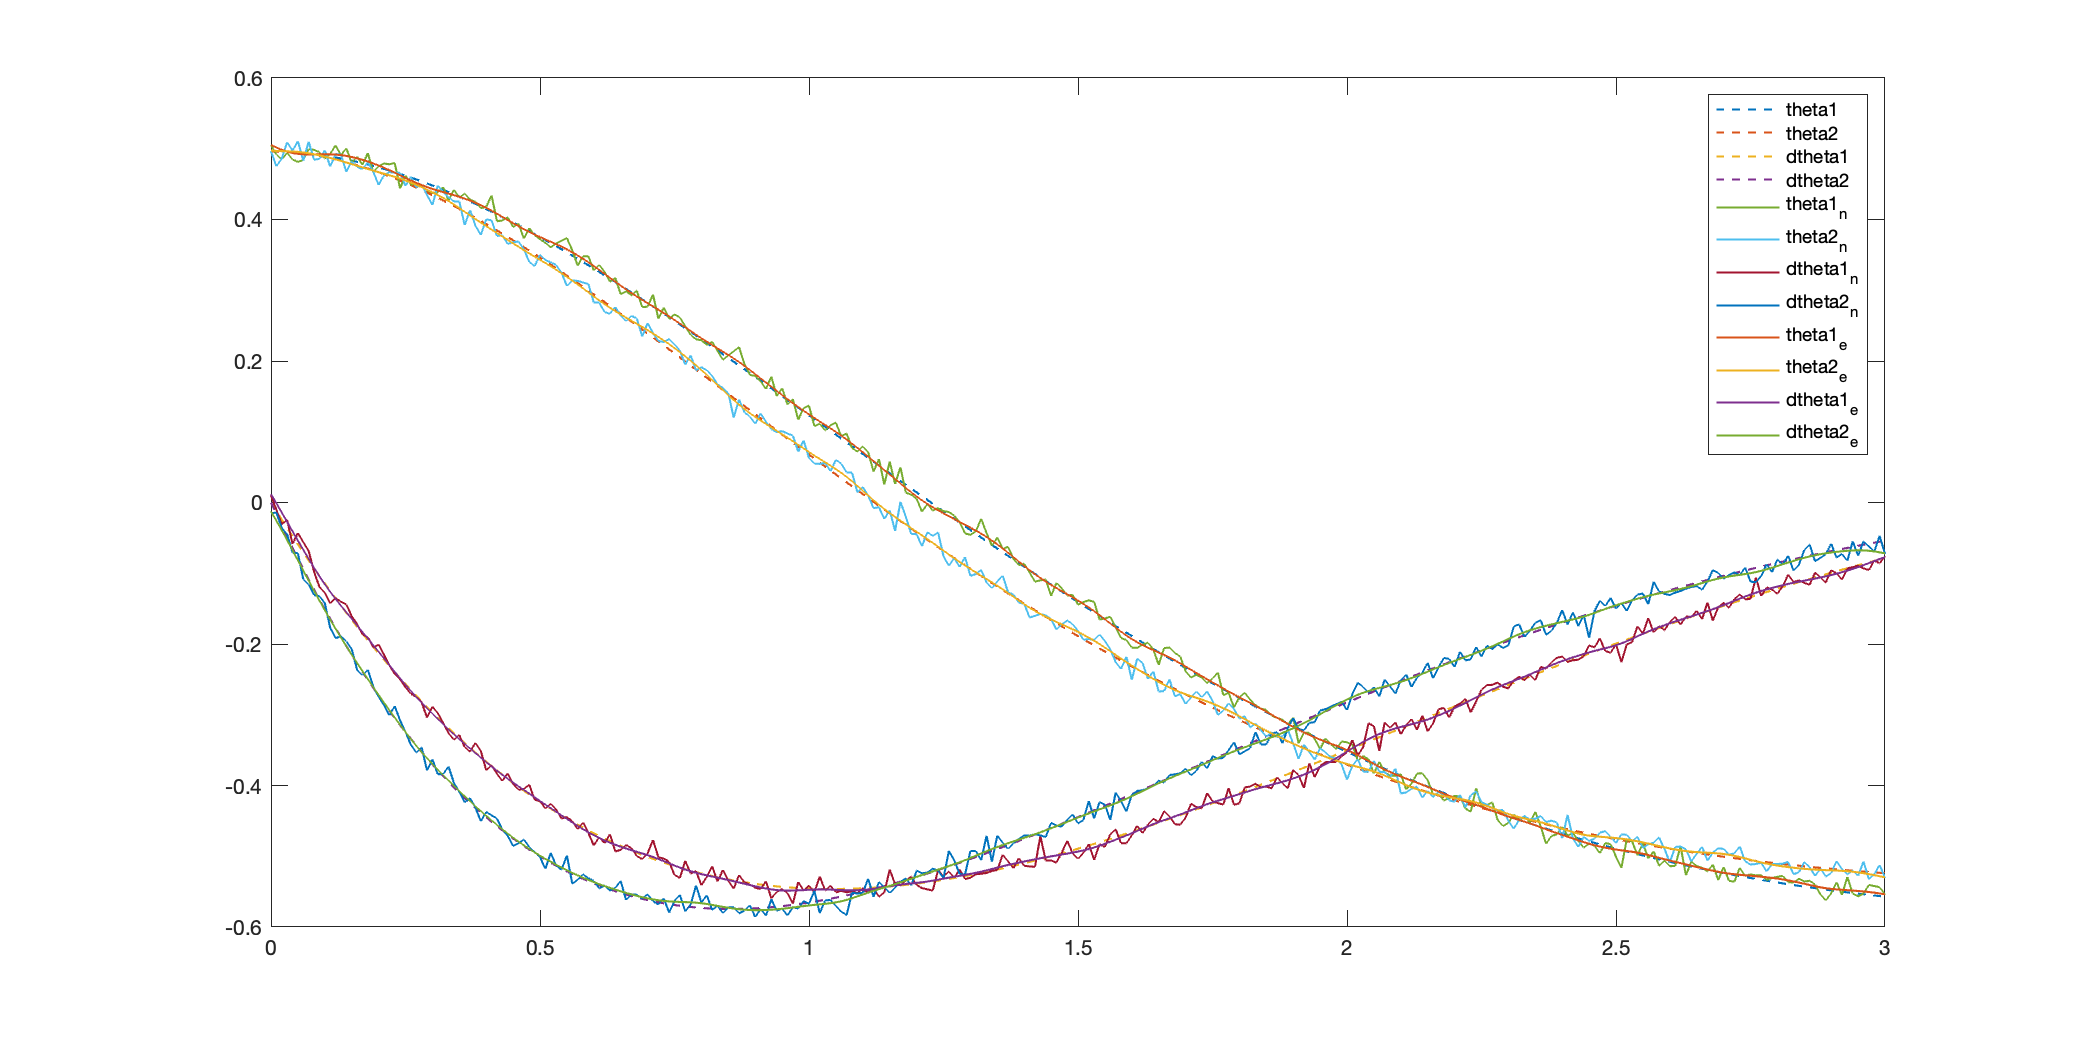 0.6
0.4
0.2
0
-0.2
-0.4
-0.6
0
0.5
1
1.5
2
2.5
3
theta1
theta2
dtheta1
dtheta2
theta1n
theta2n
dtheta1n
dtheta2n
theta1e
theta2e
dtheta1e
dtheta2e